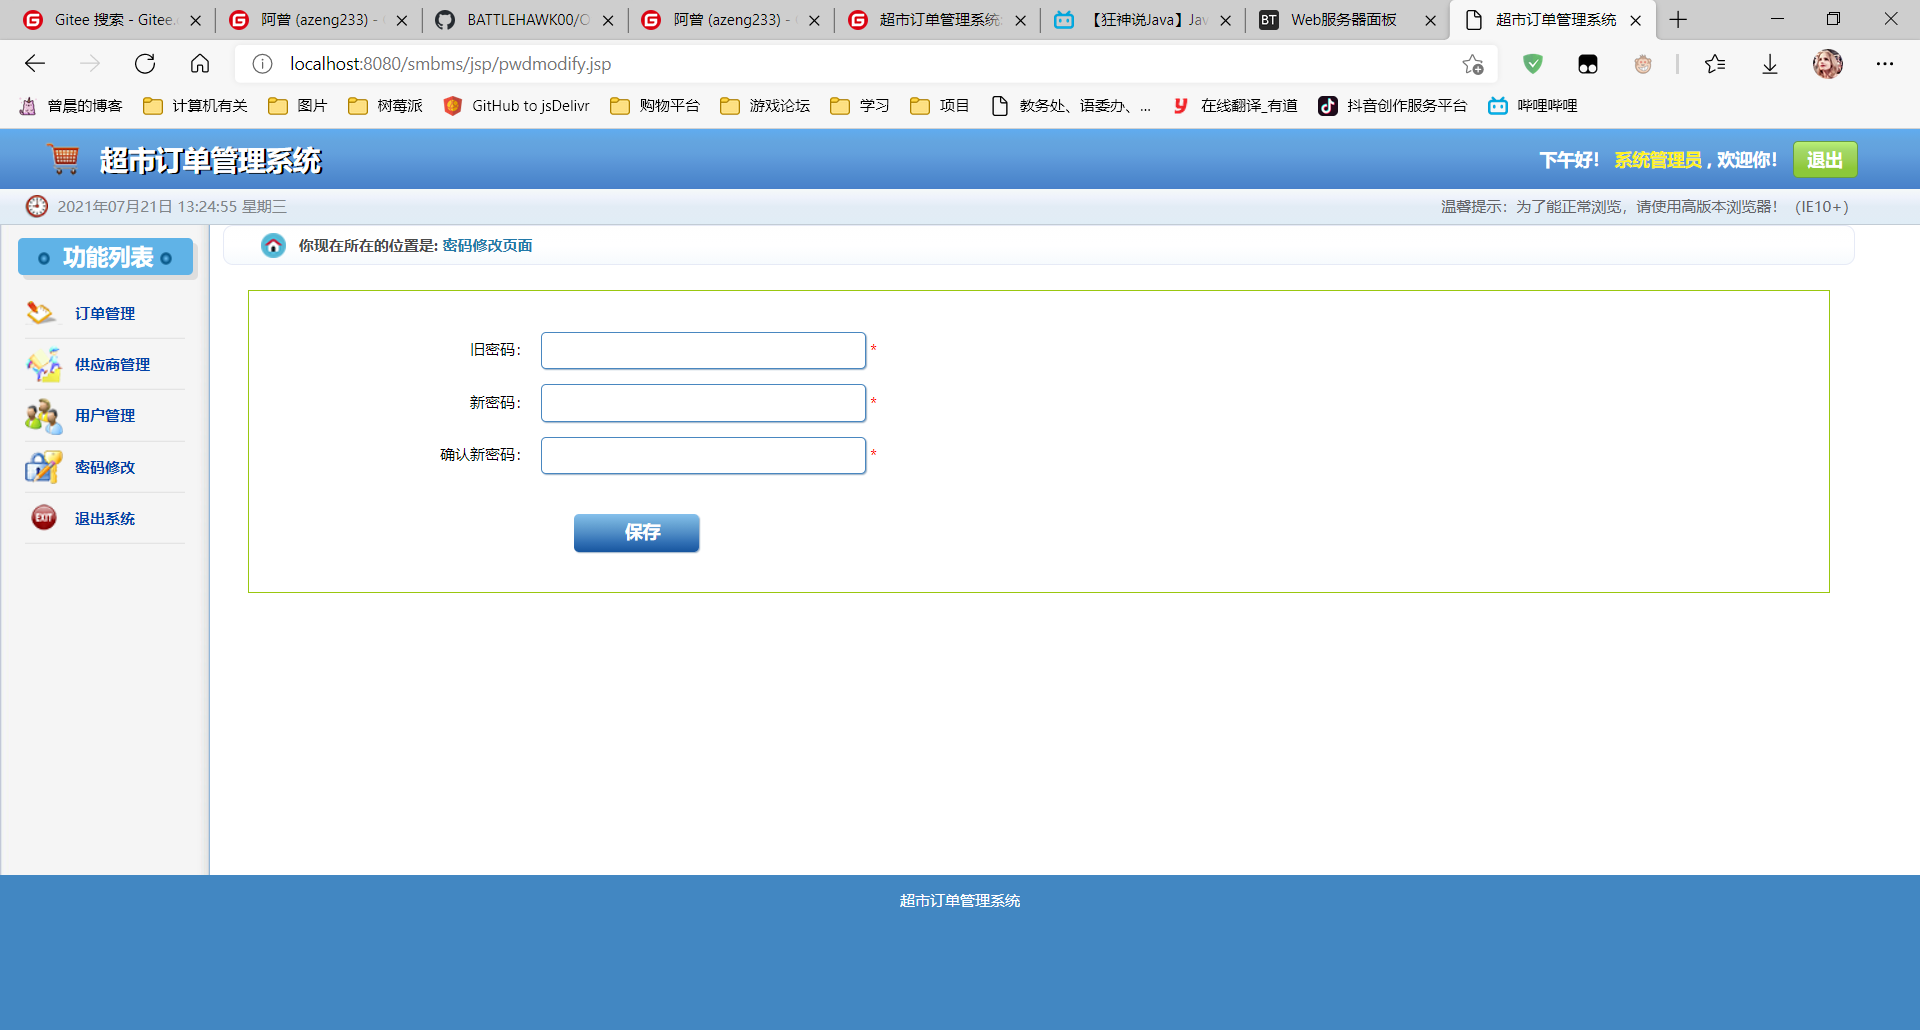 Gitee 搜索 - Gitee.
阿曾 (azeng233) -
BATTLEHAWK00/O
阿曾 (azeng233) -
超市订单管理系统
【狂神说Java】Jav
Web服务器面板
超市订单管理系统
localhost:8080/smbms/jsp/pwdmodify.jsp
曾晨的博客
计算机有关
图片
树莓派
GitHub to jsDelivr
购物平台
游戏论坛
学习
项目
教务处、语委办、...
在线翻译_有道
抖音创作服务平台
哔哩哔哩
超市订单管理系统
下午好！ 系统管理员 , 欢迎你！
退出
2021年07月21日 13:24:55 星期三
温馨提示：为了能正常浏览，请使用高版本浏览器！ (IE10+)
功能列表
你现在所在的位置是: 密码修改页面
订单管理
供应商管理
用户管理
密码修改
EXIT 退出系统
旧密码： *
新密码： *
确认新密码： *
保存
超市订单管理系统